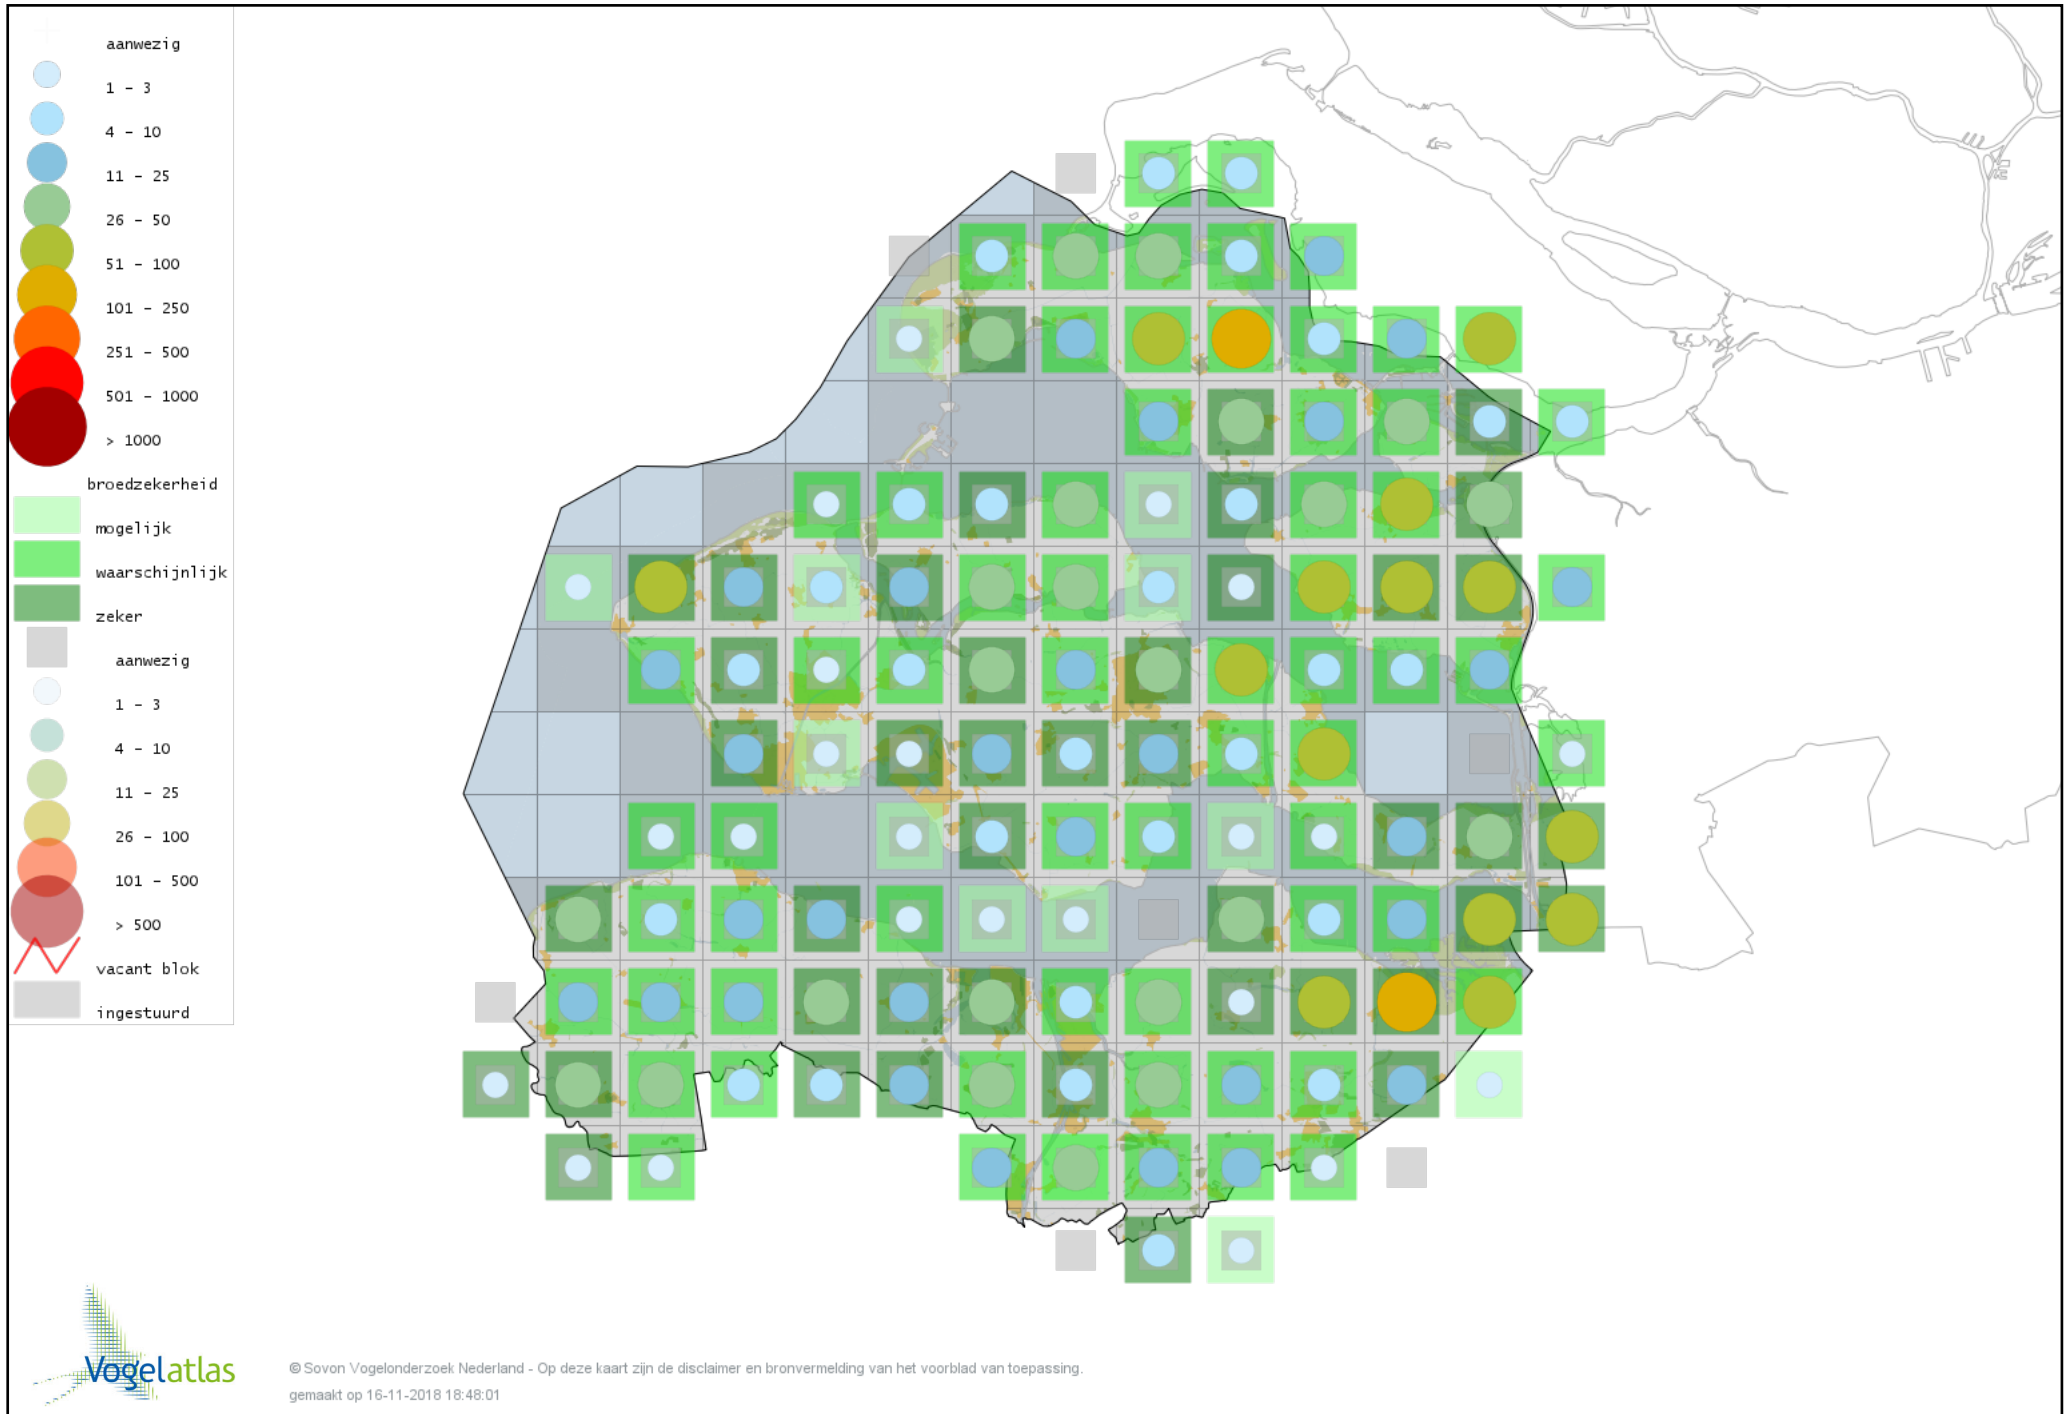 aanwezig
1 - 3
4 - 10
11 - 25
26 - 50
51 - 100
101 - 250
251 - 500
501 - 1000
> 1000
broedzekerheid
mogelijk
waarschijnlijk
zeker
aanwezig
1 - 3
4 - 10
11 - 25
26 - 100
101 - 500
> 500
vacant blok
ingestuurd
Vogelatlas
© Sovon Vogelonderzoek Nederland - Op deze kaart zijn de disclaimer en bronvermelding van het voorblad van toepassing.
gemaakt op 16-11-2018 18:48:01